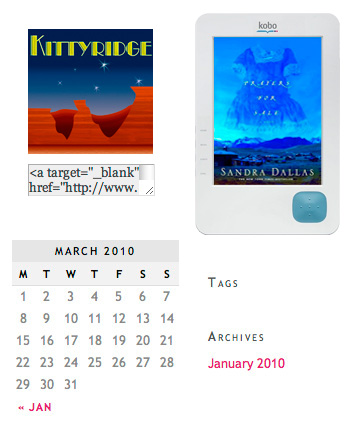 KITTYRIDGE
<a target="_blank"
href="http://www.
MARCH 2010
M T W T F S S
1 2 3 4 5 6 7
8 9 10 11 12 13 14
15 16 17 18 19 20 21
22 23 24 25 26 27 28
29 30 31
« JAN
kobo
PRAYERS
FOR
SALE
SANDRA DALLAS
TAGS
ARCHIVES
January 2010